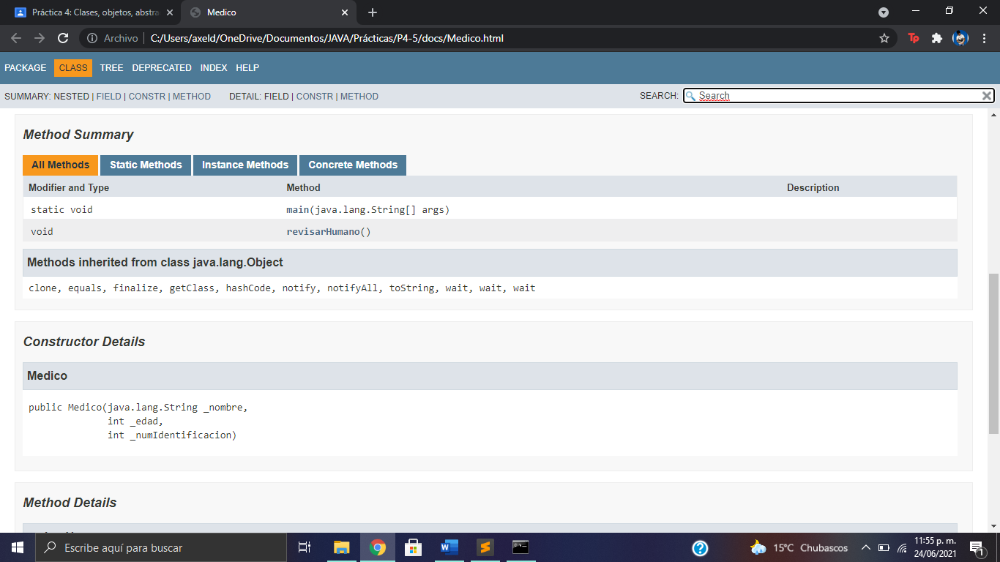 Práctica 4: Clases, objetos, abstra
Medico
Archivo
C:/Users/axeld/OneDrive/Documentos/JAVA/Prácticas/P4-5/docs/Medico.html
Tp
PACKAGE CLASS TREE DEPRECATED INDEX HELP
SUMMARY: NESTED | FIELD | CONSTR | METHOD DETAIL: FIELD | CONSTR | METHOD SEARCH: Search
Method Summary
All Methods Static Methods Instance Methods Concrete Methods
Modifier and Type Method Description
static void main(java.lang.String[] args)
void revisarHumano()
Methods inherited from class java.lang.Object
clone, equals, finalize, getClass, hashCode, notify, notifyAll, toString, wait, wait, wait
Constructor Details
Medico
public Medico(java.lang.String _nombre,
int _edad,
int _numIdentificacion)
Method Details
Escribe aquí para buscar
15°C Chubascos
11:55 p. m.
24/06/2021
1